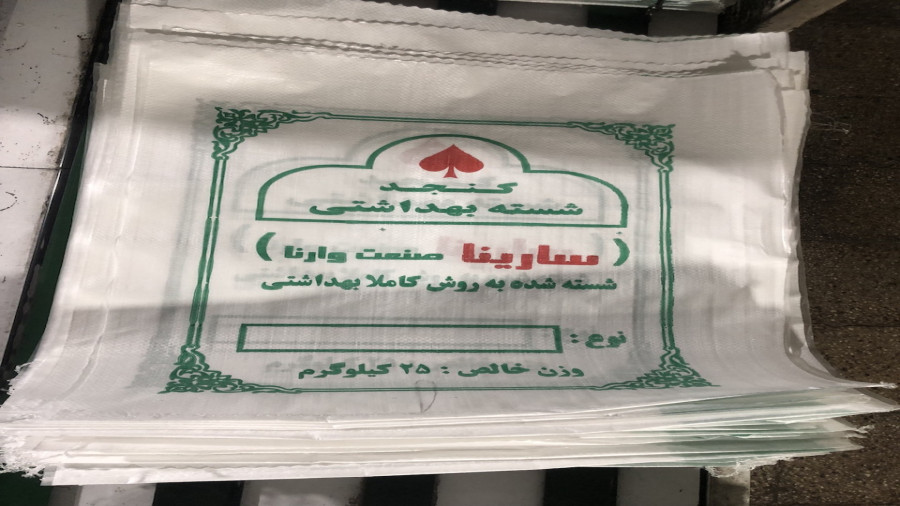 کنجد
شسته بهداشتی
( سارینا صنعت وارنا )
شسته شده به روش کاملا بهداشتی
نوع :
وزن خالص : ۲۵ کیلوگرم